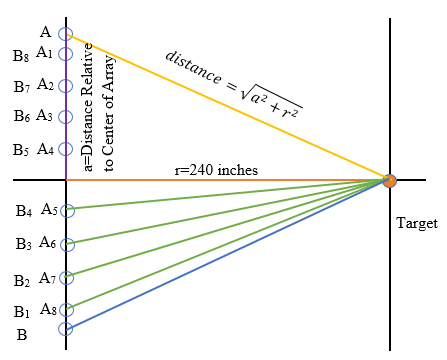 A
B₈ A₁
B₇ A₂
B₆ A₃
B₅ A₄
a=Distance Relative
to Center of Array
distance = √a² + r²
r=240 inches
Target
B₄ A₅
B₃ A₆
B₂ A₇
B₁ A₈
B